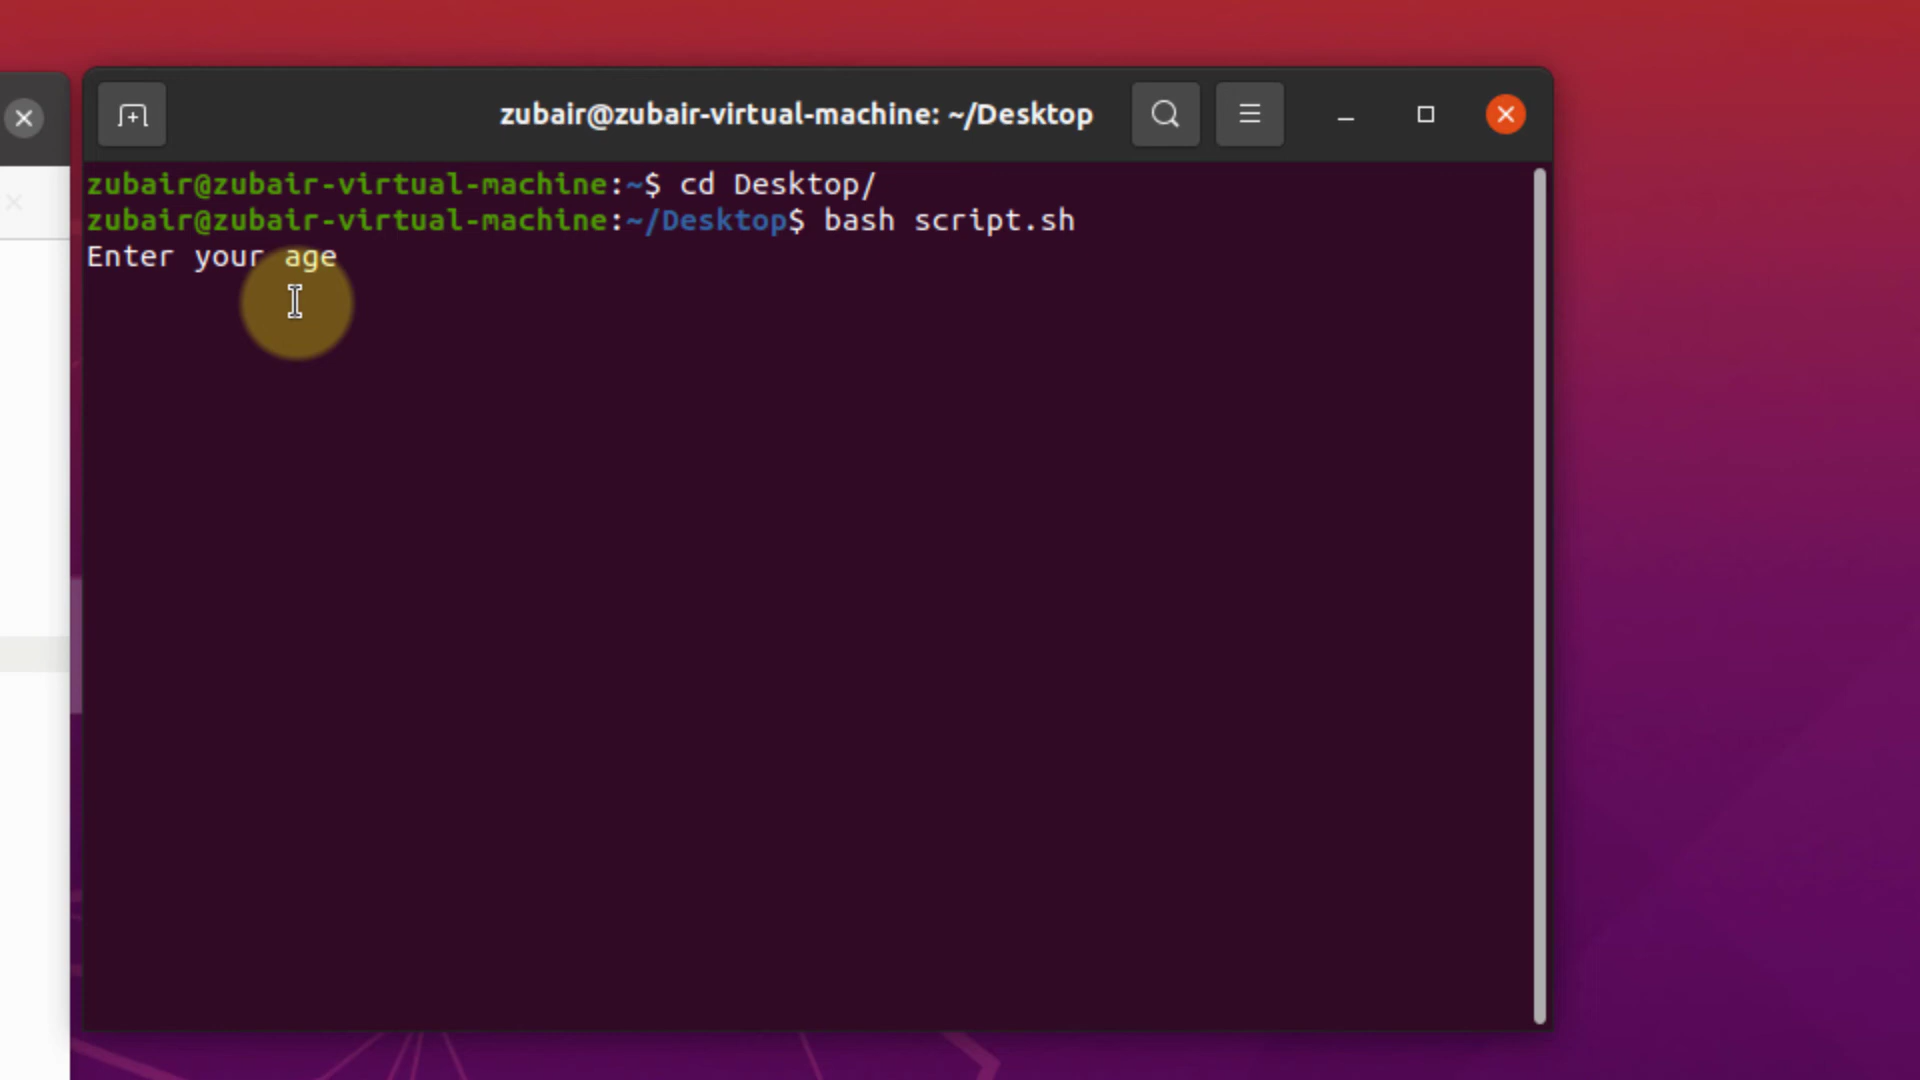 zubair@zubair-virtual-machine: ~/Desktop
zubair@zubair-virtual-machine:~$ cd Desktop/
zubair@zubair-virtual-machine:~/Desktop$ bash script.sh
Enter your age